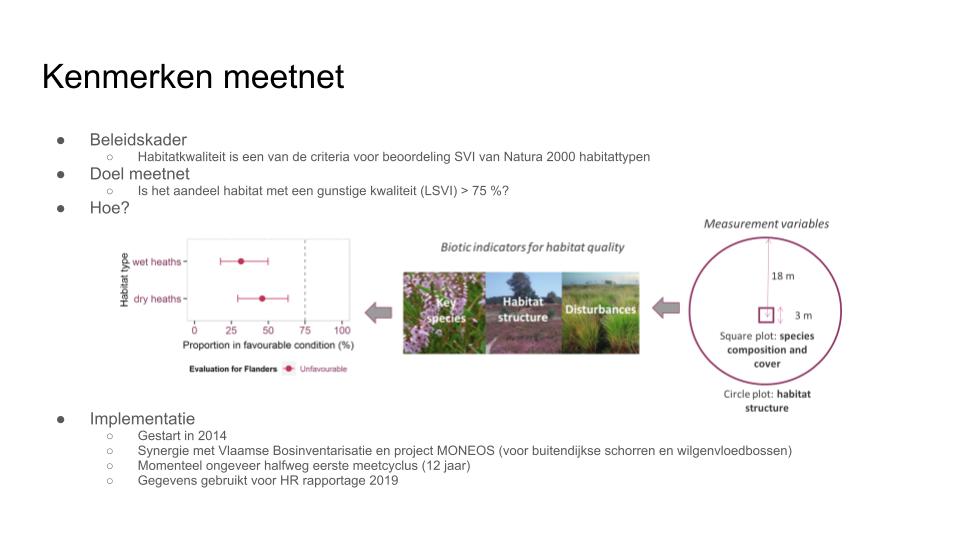 Kenmerken meetnet
● Beleidskader
○ Habitatkwaliteit is een van de criteria voor beoordeling SVI van Natura 2000 habitattypen
● Doel meetnet
○ Is het aandeel habitat met een gunstige kwaliteit (LSVI) > 75 %?
● Hoe?
Habitat type
wet heaths
dry heaths
0 25 50 75 100
Proportion in favourable condition (%)
Evaluation for Flanders Unfavourable
Biotic indicators for habitat quality
Key
species
Habitat
structure
Disturbances
Measurement variables
18 m
3 m
Square plot: species
composition and
cover
Circle plot: habitat
structure
● Implementatie
○ Gestart in 2014
○ Synergie met Vlaamse Bosinventarisatie en project MONEOS (voor buitendijkse schorren en wilgenvloedbossen)
○ Momenteel ongeveer halfweg eerste meetcyclus (12 jaar)
○ Gegevens gebruikt voor HR rapportage 2019